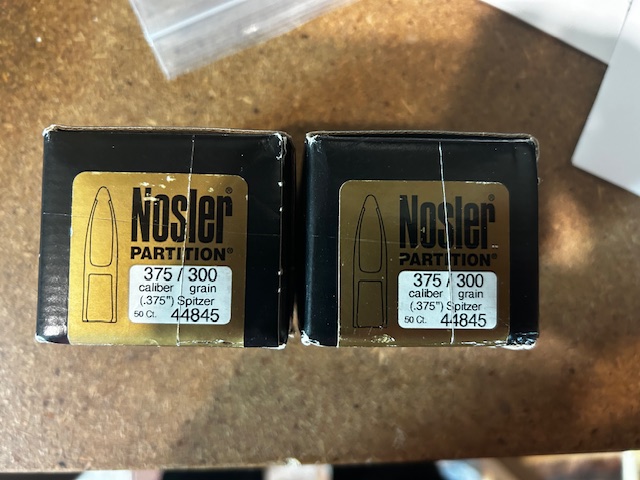 Nosler®
PARTITION®
375 / 300
caliber grain
(.375") Spitzer
50 Ct. 44845
Nosler®
PARTITION®
375 / 300
caliber grain
(.375") Spitzer
50 Ct. 44845